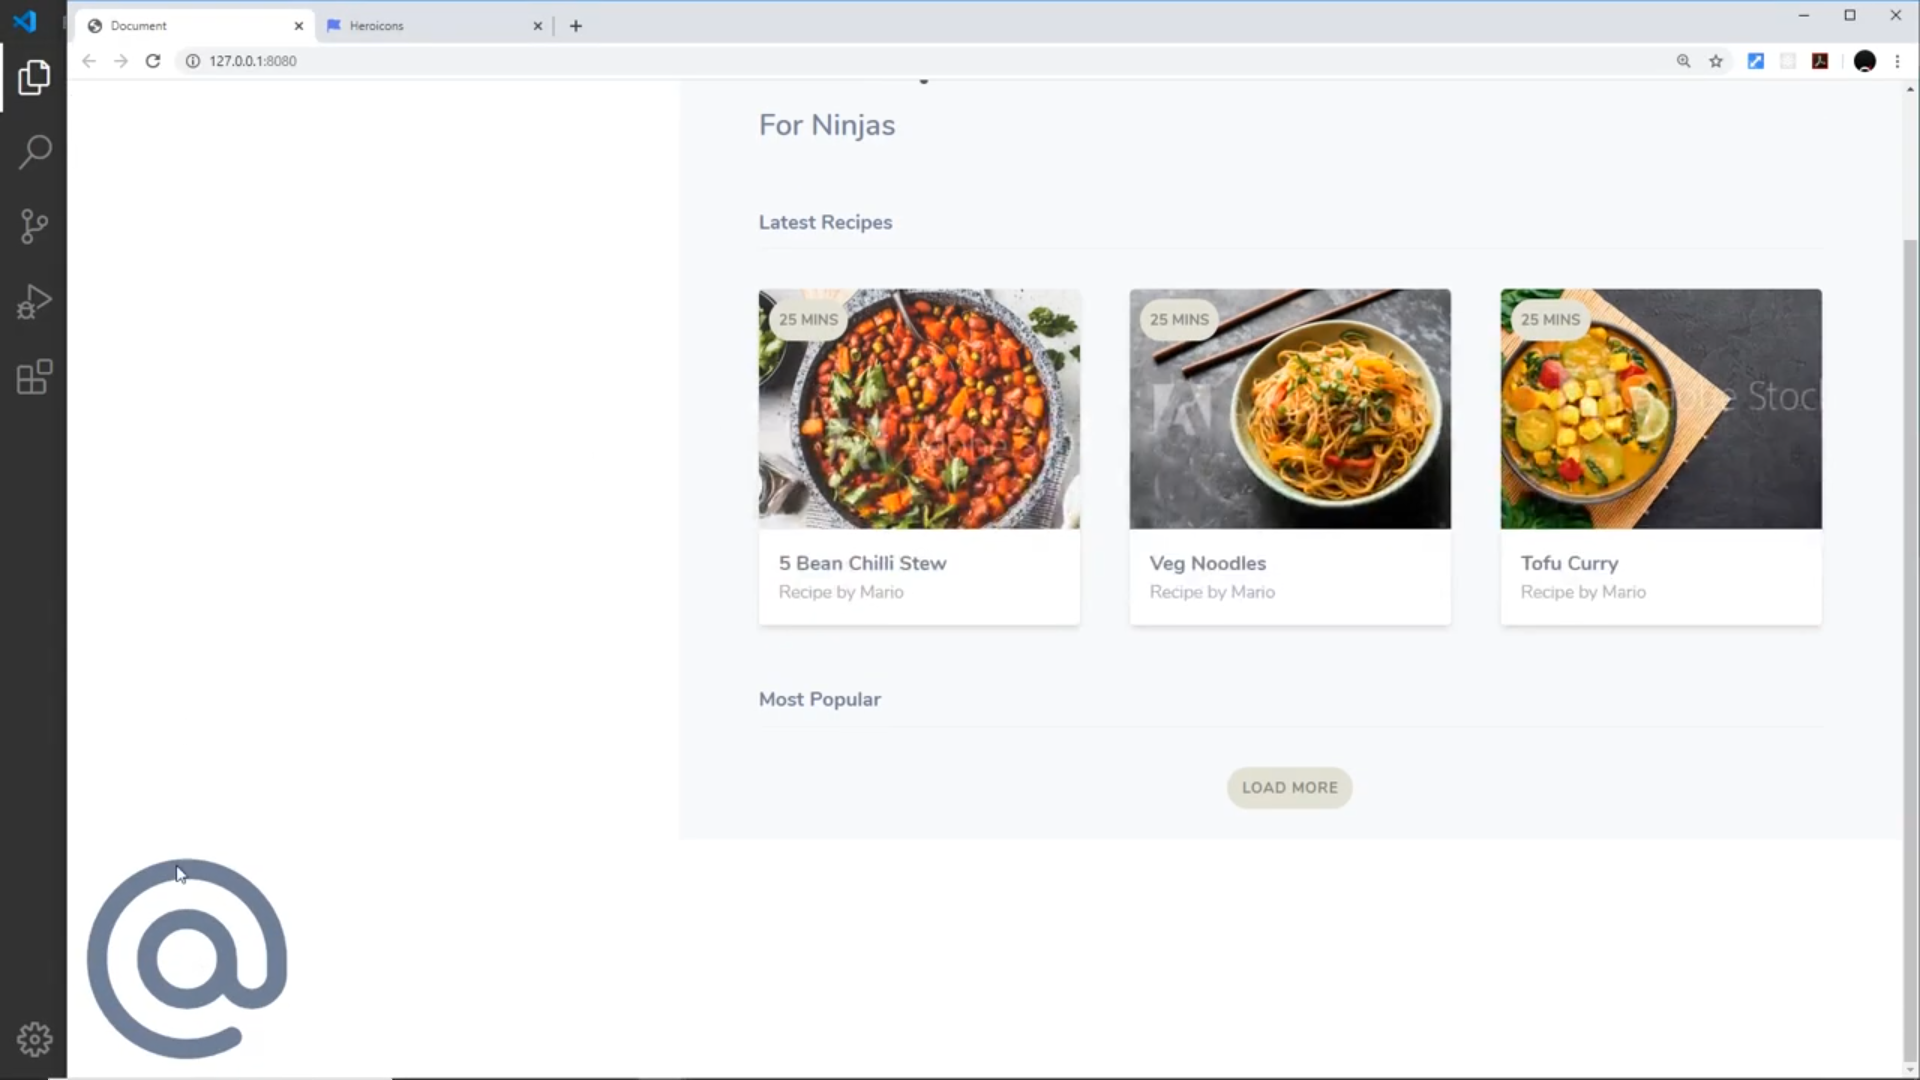 Document
Heroicons
127.0.0.1:8080
For Ninjas
Latest Recipes
25 MINS
25 MINS
25 MINS
Stoc
5 Bean Chilli Stew
Recipe by Mario
Veg Noodles
Recipe by Mario
Tofu Curry
Recipe by Mario
Most Popular
LOAD MORE
@